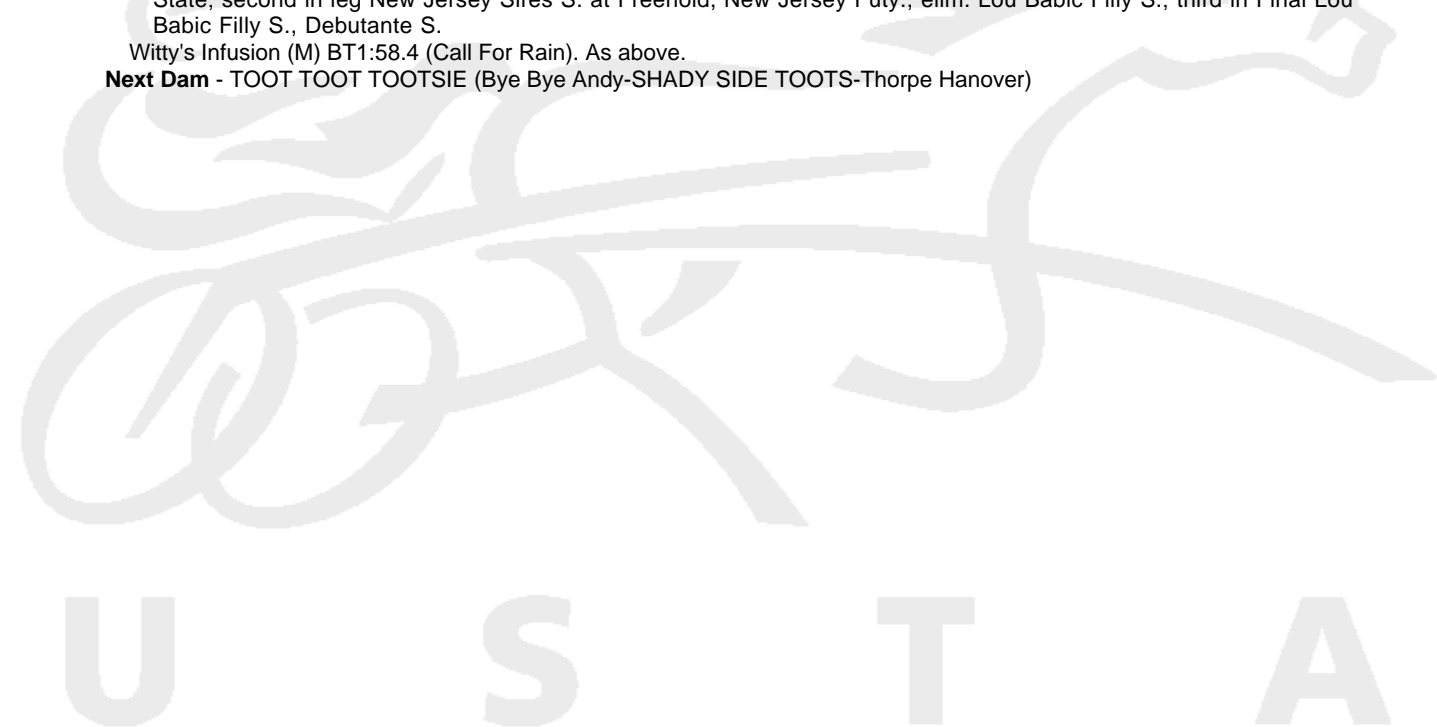 State; second in leg New Jersey Sires S. at Freehold, New Jersey Futy., elim. Lou Babic Filly S.; third in Final Lou
Babic Filly S., Debutante S.
Witty's Infusion (M) BT1:58.4 (Call For Rain). As above.
Next Dam - TOOT TOOT TOOTSIE (Bye Bye Andy-SHADY SIDE TOOTS-Thorpe Hanover)
U S T A